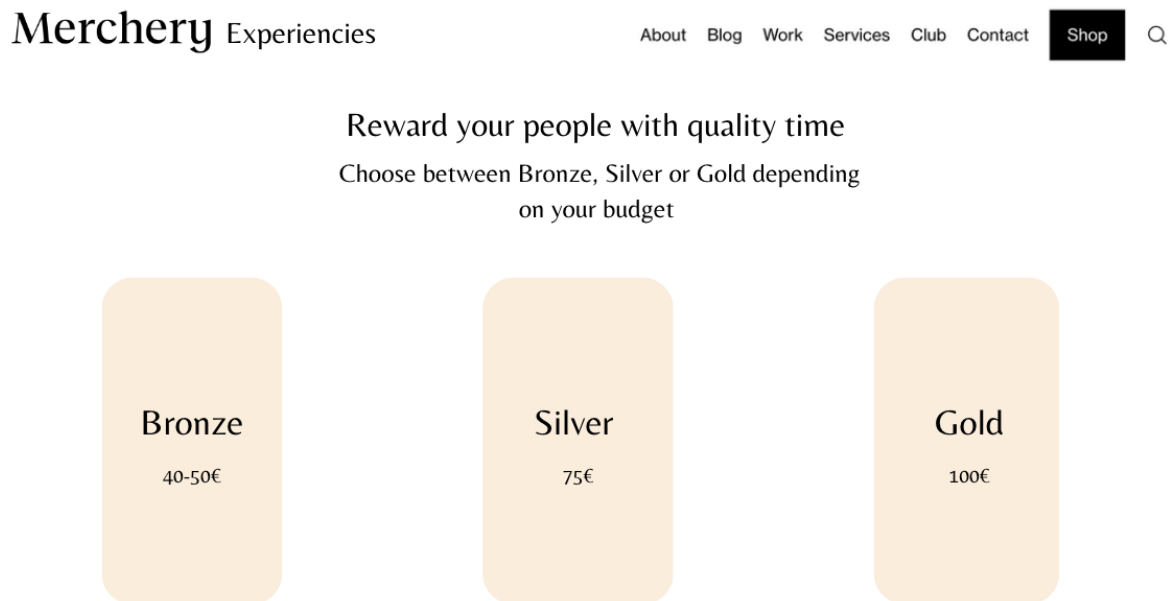 Merchery Experiencies
About Blog Work Services Club Contact Shop
Reward your people with quality time
Choose between Bronze, Silver or Gold depending
on your budget
Bronze
40-50€
Silver
75€
Gold
100€